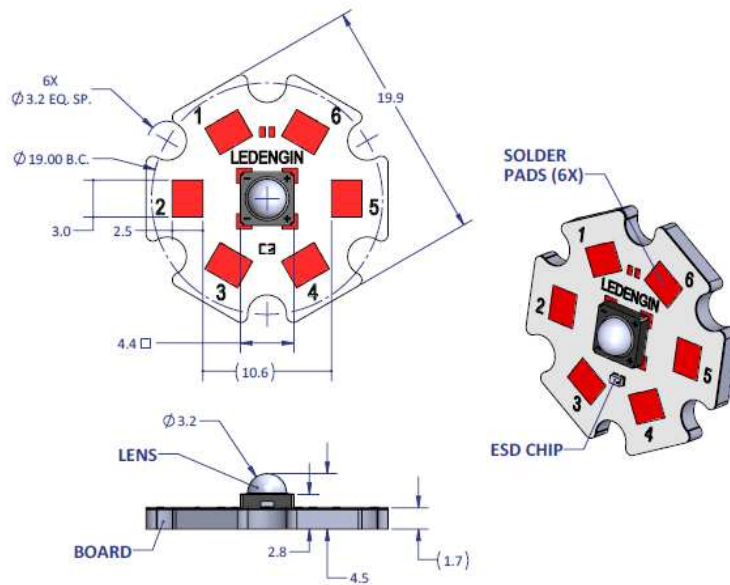 6X
Ø3.2 EQ. SP.
Ø19.00 B.C.
19.9
1
6
LEDENGIN
2
5
3.0
2.5
3
4
4.4 □
(10.6)
SOLDER
PADS (6X)
1
6
LEDENGIN
2
5
3
4
ESD CHIP
Ø3.2
LENS
BOARD
2.8
4.5
(1.7)